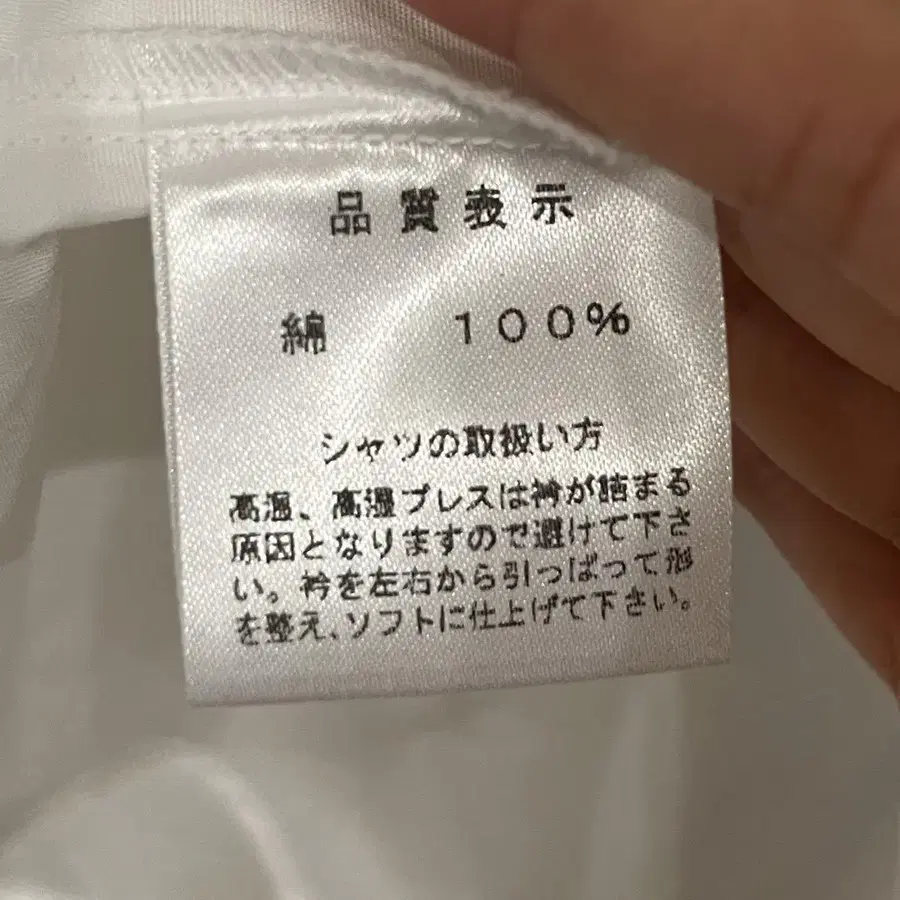 品質表示
綿 100%
シャツの取扱い方
高温、高湿プレスは衿が詰まる
原因となりますので避けて下さ
い。衿を左右から引っぱって形
を整え、ソフトに仕上げて下さい。